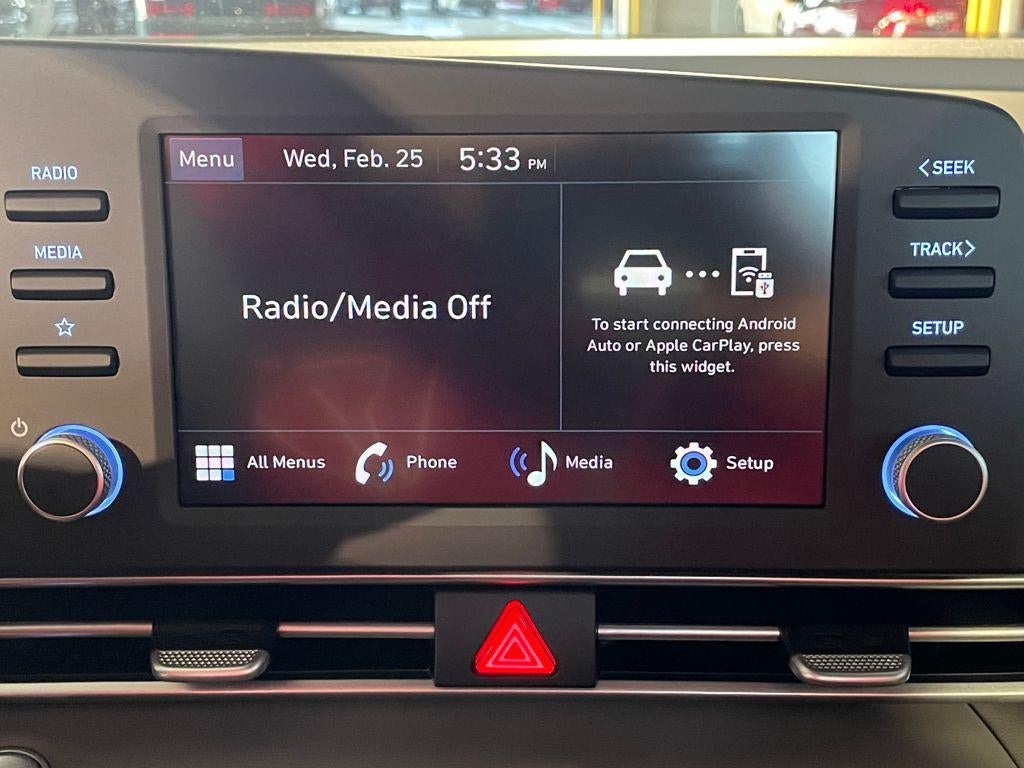 RADIO
MEDIA
Menu
Wed, Feb. 25
5:33 PM
Radio/Media Off
To start connecting Android
Auto or Apple CarPlay, press
this widget.
All Menus
Phone
Media
Setup
<SEEK
TRACK>
SETUP